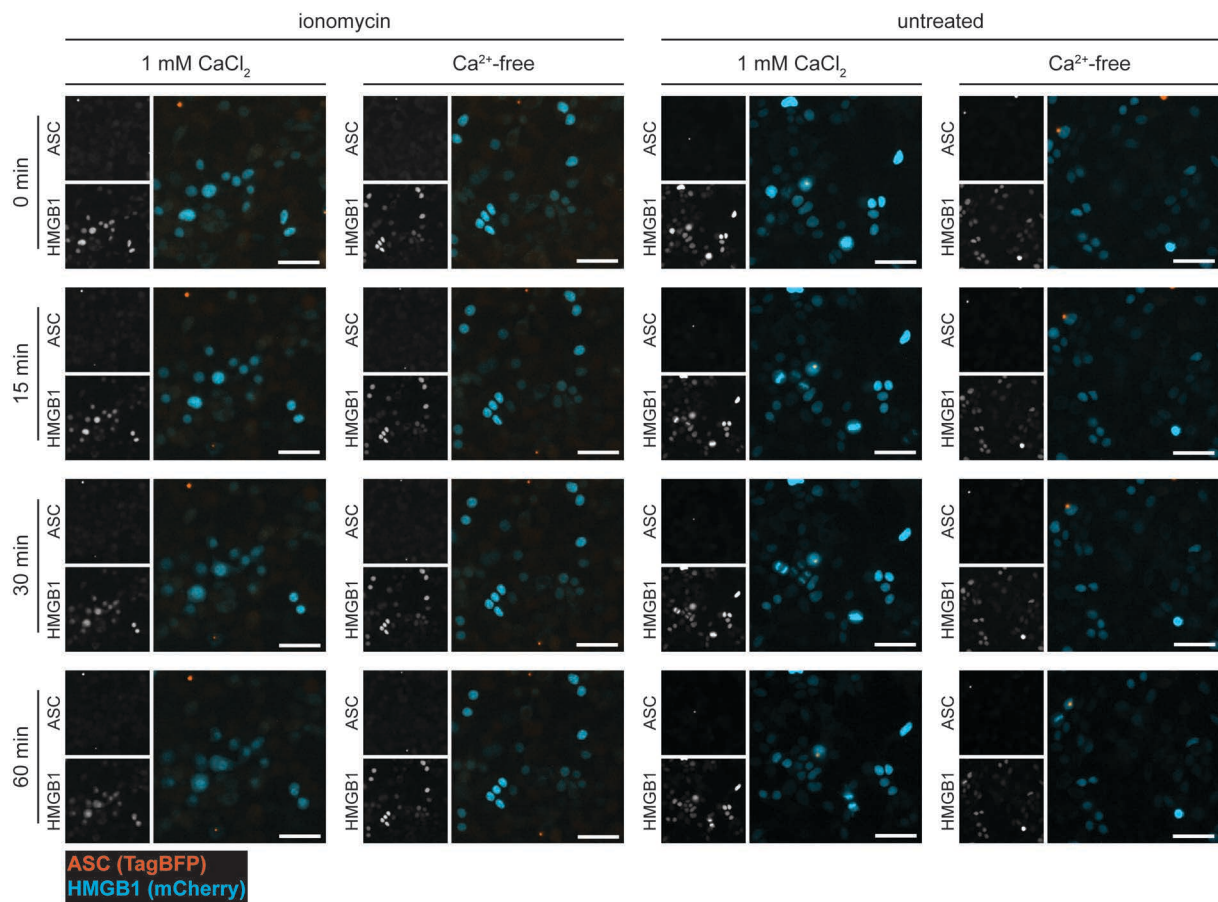 ionomycin
untreated
1 mM CaCl₂
Ca²⁺-free
1 mM CaCl₂
Ca²⁺-free
0 min
ASC
HMGB1
ASC
HMGB1
ASC
HMGB1
ASC
HMGB1
15 min
ASC
HMGB1
ASC
HMGB1
ASC
HMGB1
ASC
HMGB1
30 min
ASC
HMGB1
ASC
HMGB1
ASC
HMGB1
ASC
HMGB1
60 min
ASC
HMGB1
ASC
HMGB1
ASC
HMGB1
ASC
HMGB1
ASC (TagBFP)
HMGB1 (mCherry)